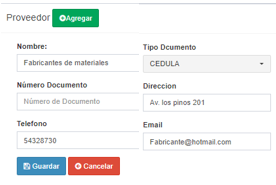 Proveedor Agregar
Nombre: Tipo Dcumento
Fabricantes de materiales CEDULA
Número Documento Direccion
Número de Documento Av. los pinos 201
Telefono Email
54328730 Fabricante@hotmail.com
Guardar Cancelar